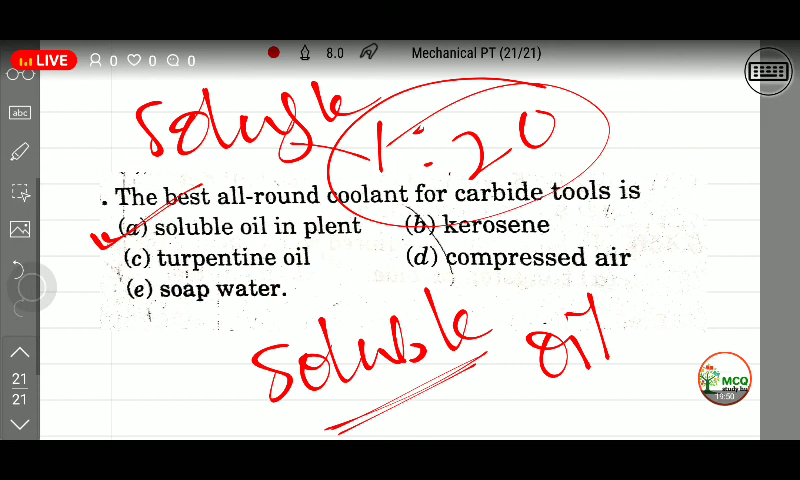 LIVE 0 0 0 8.0 Mechanical PT (21/21)
abc
Soluble 1:20
. The best all-round coolant for carbide tools is
(a) soluble oil in plent (b) kerosene
(c) turpentine oil (d) compressed air
(e) soap water.
Soluble oil
21
21
MCQ
study hu